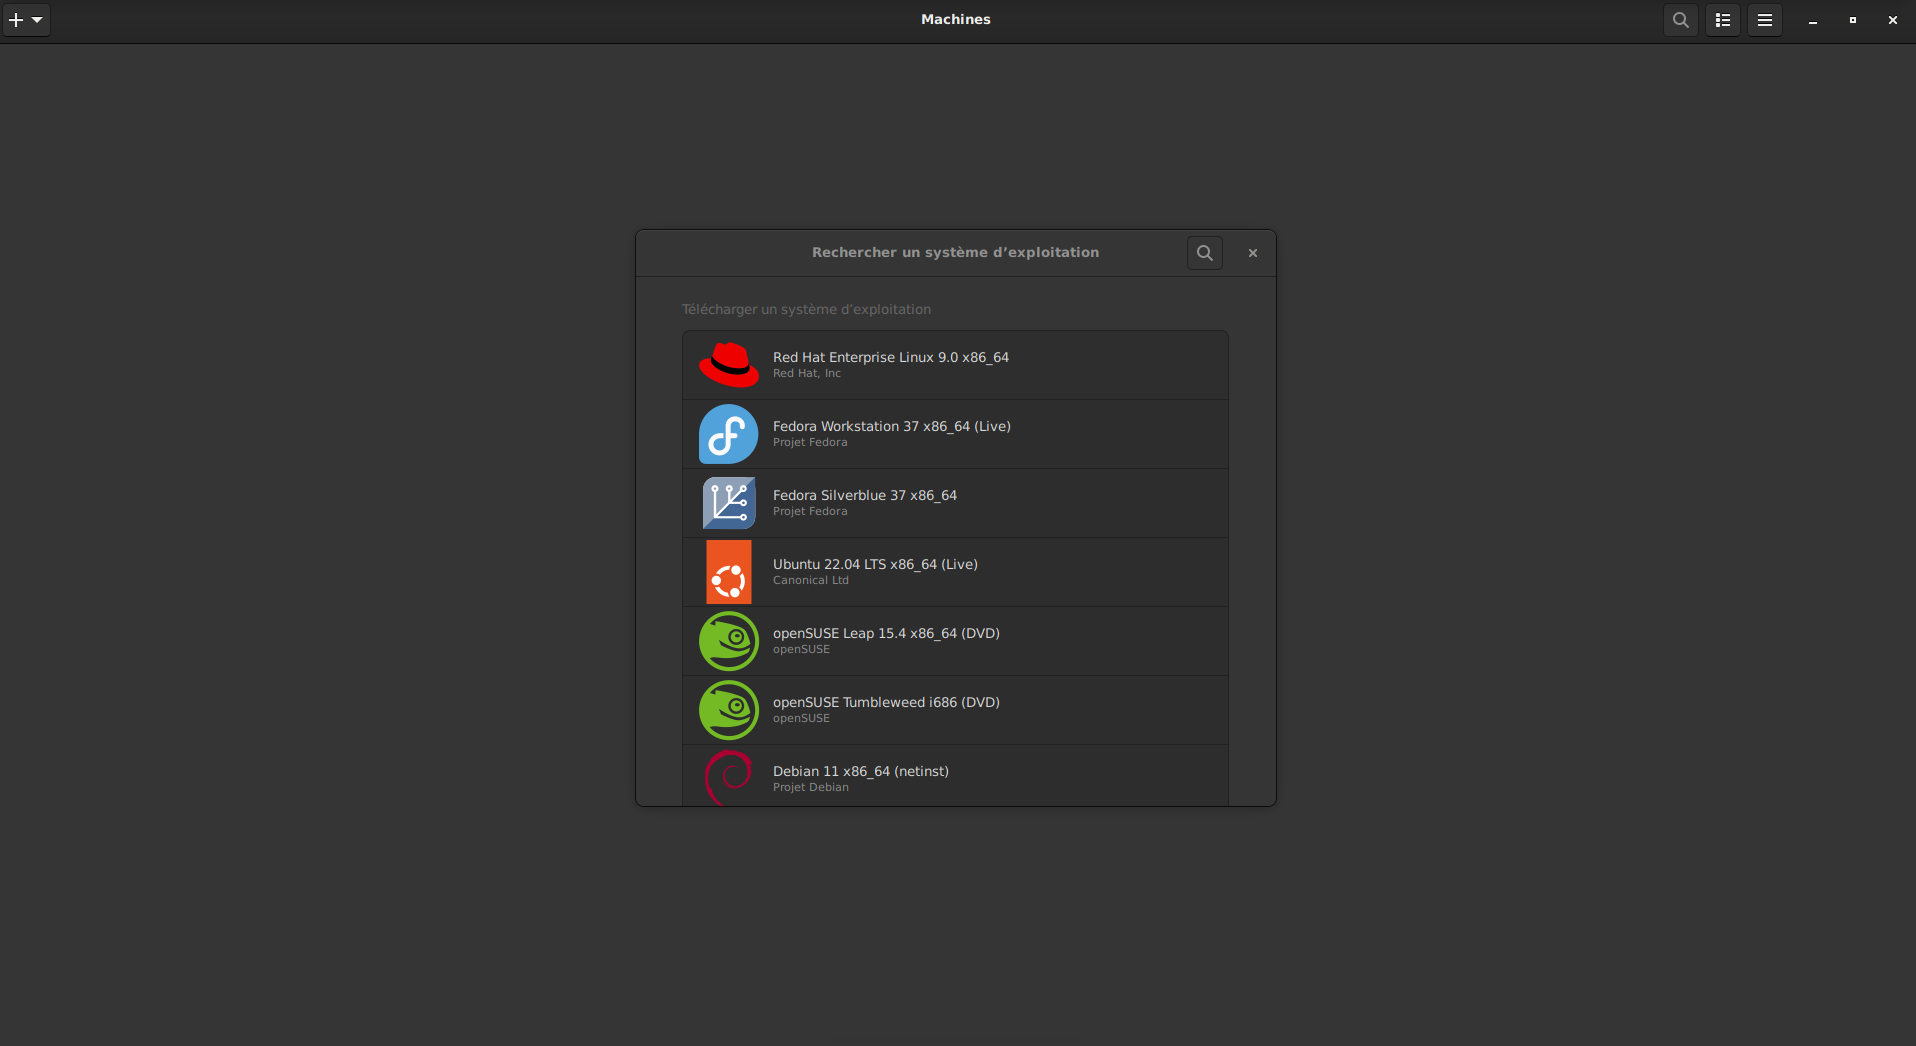 Machines
Rechercher un système d’exploitation
Télécharger un système d’exploitation
Red Hat Enterprise Linux 9.0 x86_64
Red Hat, Inc
Fedora Workstation 37 x86_64 (Live)
Projet Fedora
Fedora Silverblue 37 x86_64
Projet Fedora
Ubuntu 22.04 LTS x86_64 (Live)
Canonical Ltd
openSUSE Leap 15.4 x86_64 (DVD)
openSUSE
openSUSE Tumbleweed i686 (DVD)
openSUSE
Debian 11 x86_64 (netinst)
Projet Debian